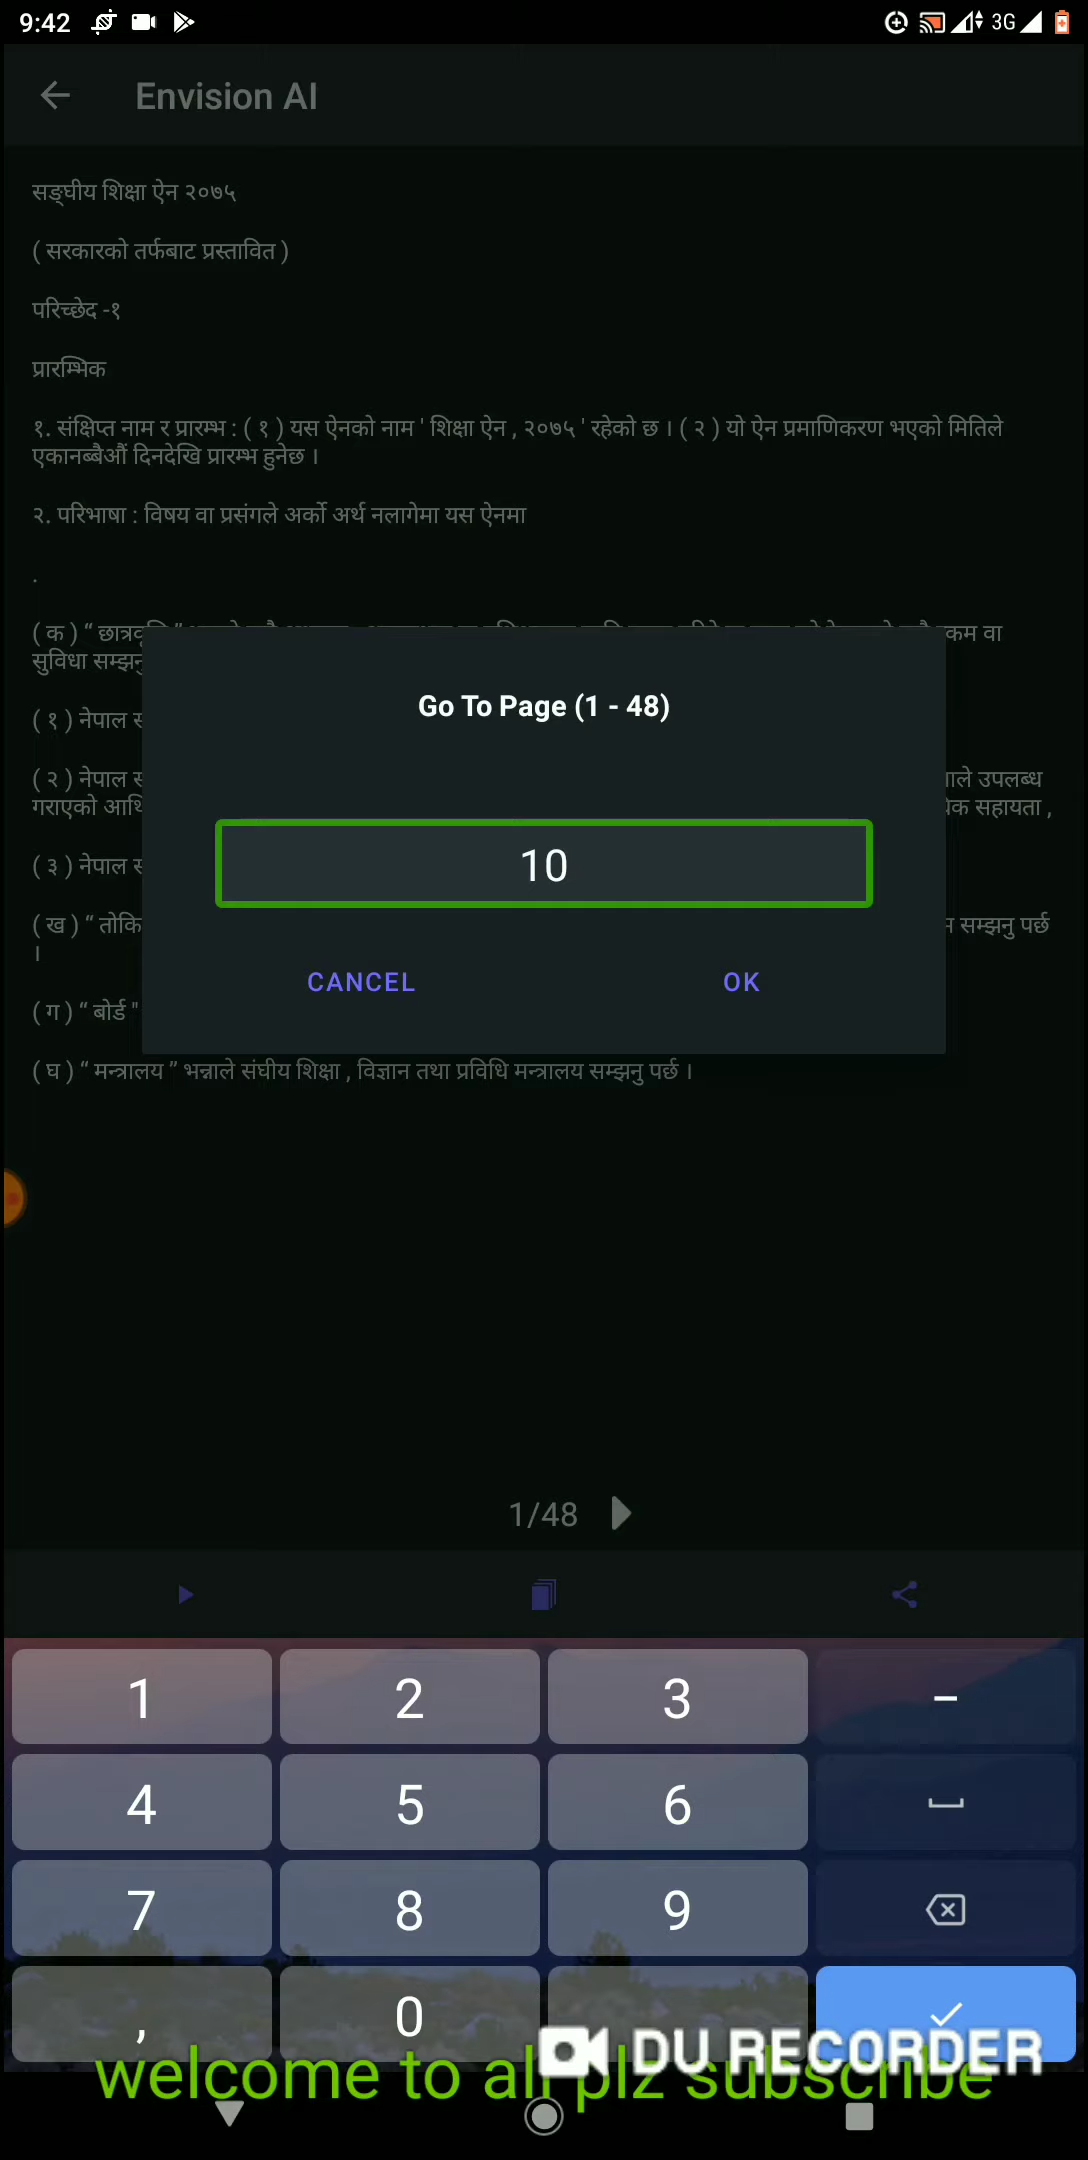 9:42
3G
Envision AI
सङ्घीय शिक्षा ऐन २०७५
( सरकारको तर्फबाट प्रस्तावित )
परिच्छेद -१
प्रारम्भिक
१. संक्षिप्त नाम र प्रारम्भ : ( १ ) यस ऐनको नाम ' शिक्षा ऐन , २०७५ ' रहेको छ । ( २ ) यो ऐन प्रमाणिकरण भएको मितिले
एकानब्बैऔं दिनदेखि प्रारम्भ हुनेछ ।
२. परिभाषा : विषय वा प्रसंगले अर्को अर्थ नलागेमा यस ऐनमा
.
( क ) “
सुविधा
( १ ) नेपाल
( २ ) नेपाल उपलब्ध
गराएको सहायता ,
( ३ ) नेपाल
( ख ) “ सम्झनु पर्छ
।
( ग ) “ बोर्ड "
( घ ) “ मन्त्रालय ” भन्नाले संघीय शिक्षा , विज्ञान तथा प्रविधि मन्त्रालय सम्झनु पर्छ ।
Go To Page (1 - 48)
10
CANCEL OK
1/48
1 2 3 –
4 5 6
7 8 9
, 0
DU RECORDER
welcome to all plz subscribe